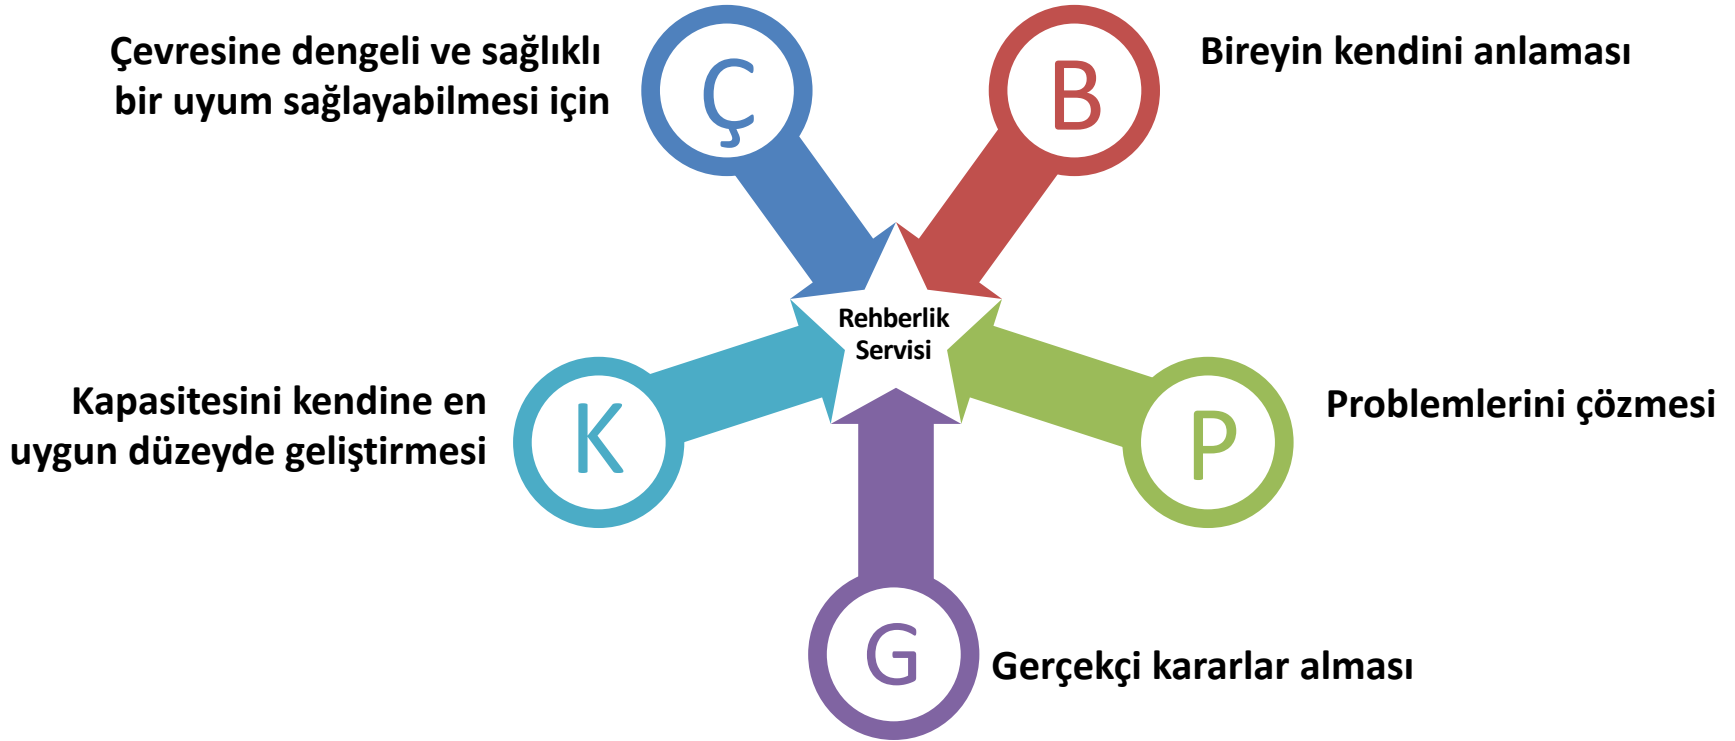 Çevresine dengeli ve sağlıklı
bir uyum sağlayabilmesi için
Ç
B
Bireyin kendini anlaması
Rehberlik
Servisi
Kapasitesini kendine en
uygun düzeyde geliştirmesi
K
P
Problemlerini çözmesi
G
Gerçekçi kararlar alması